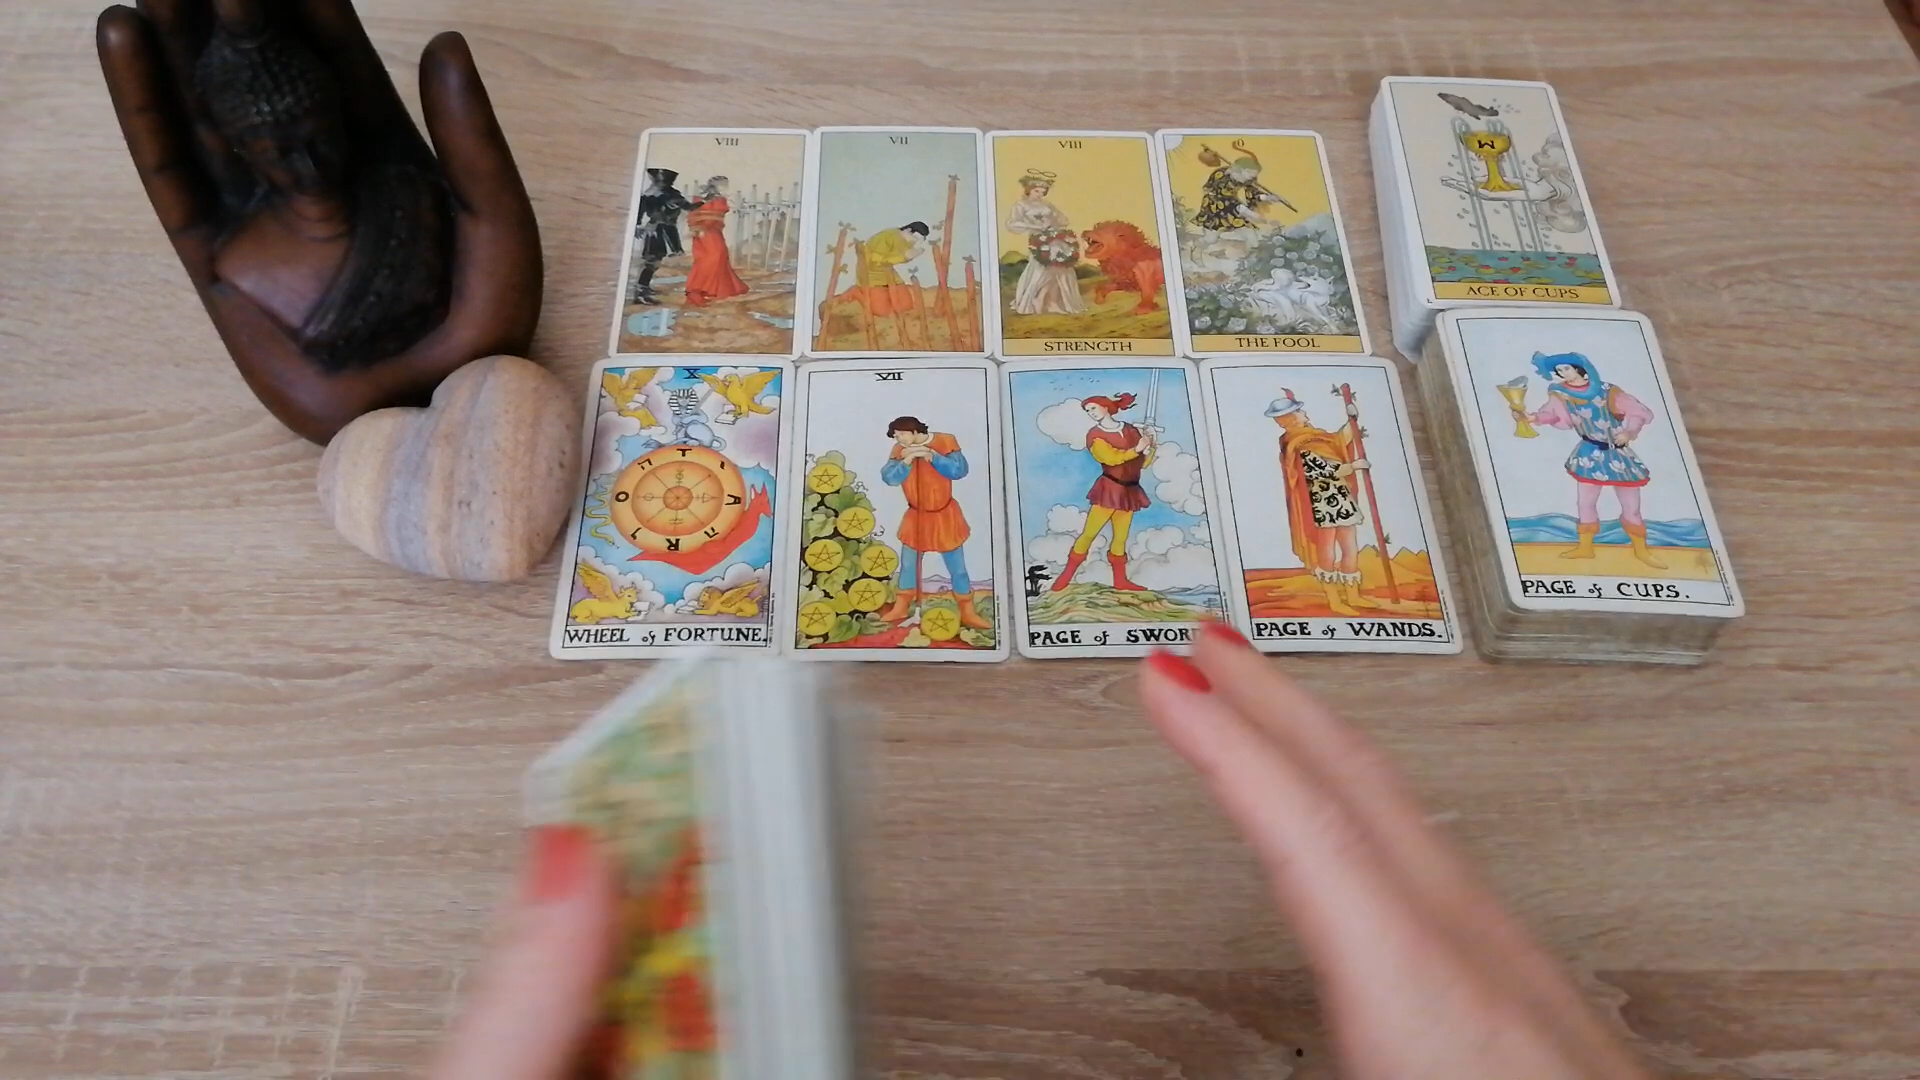 VIII
VII
VIII
STRENGTH
0
THE FOOL
ACE OF CUPS
X
WHEEL of FORTUNE.
VII
PAGE of SWOR
PAGE of WANDS.
PAGE of CUPS.